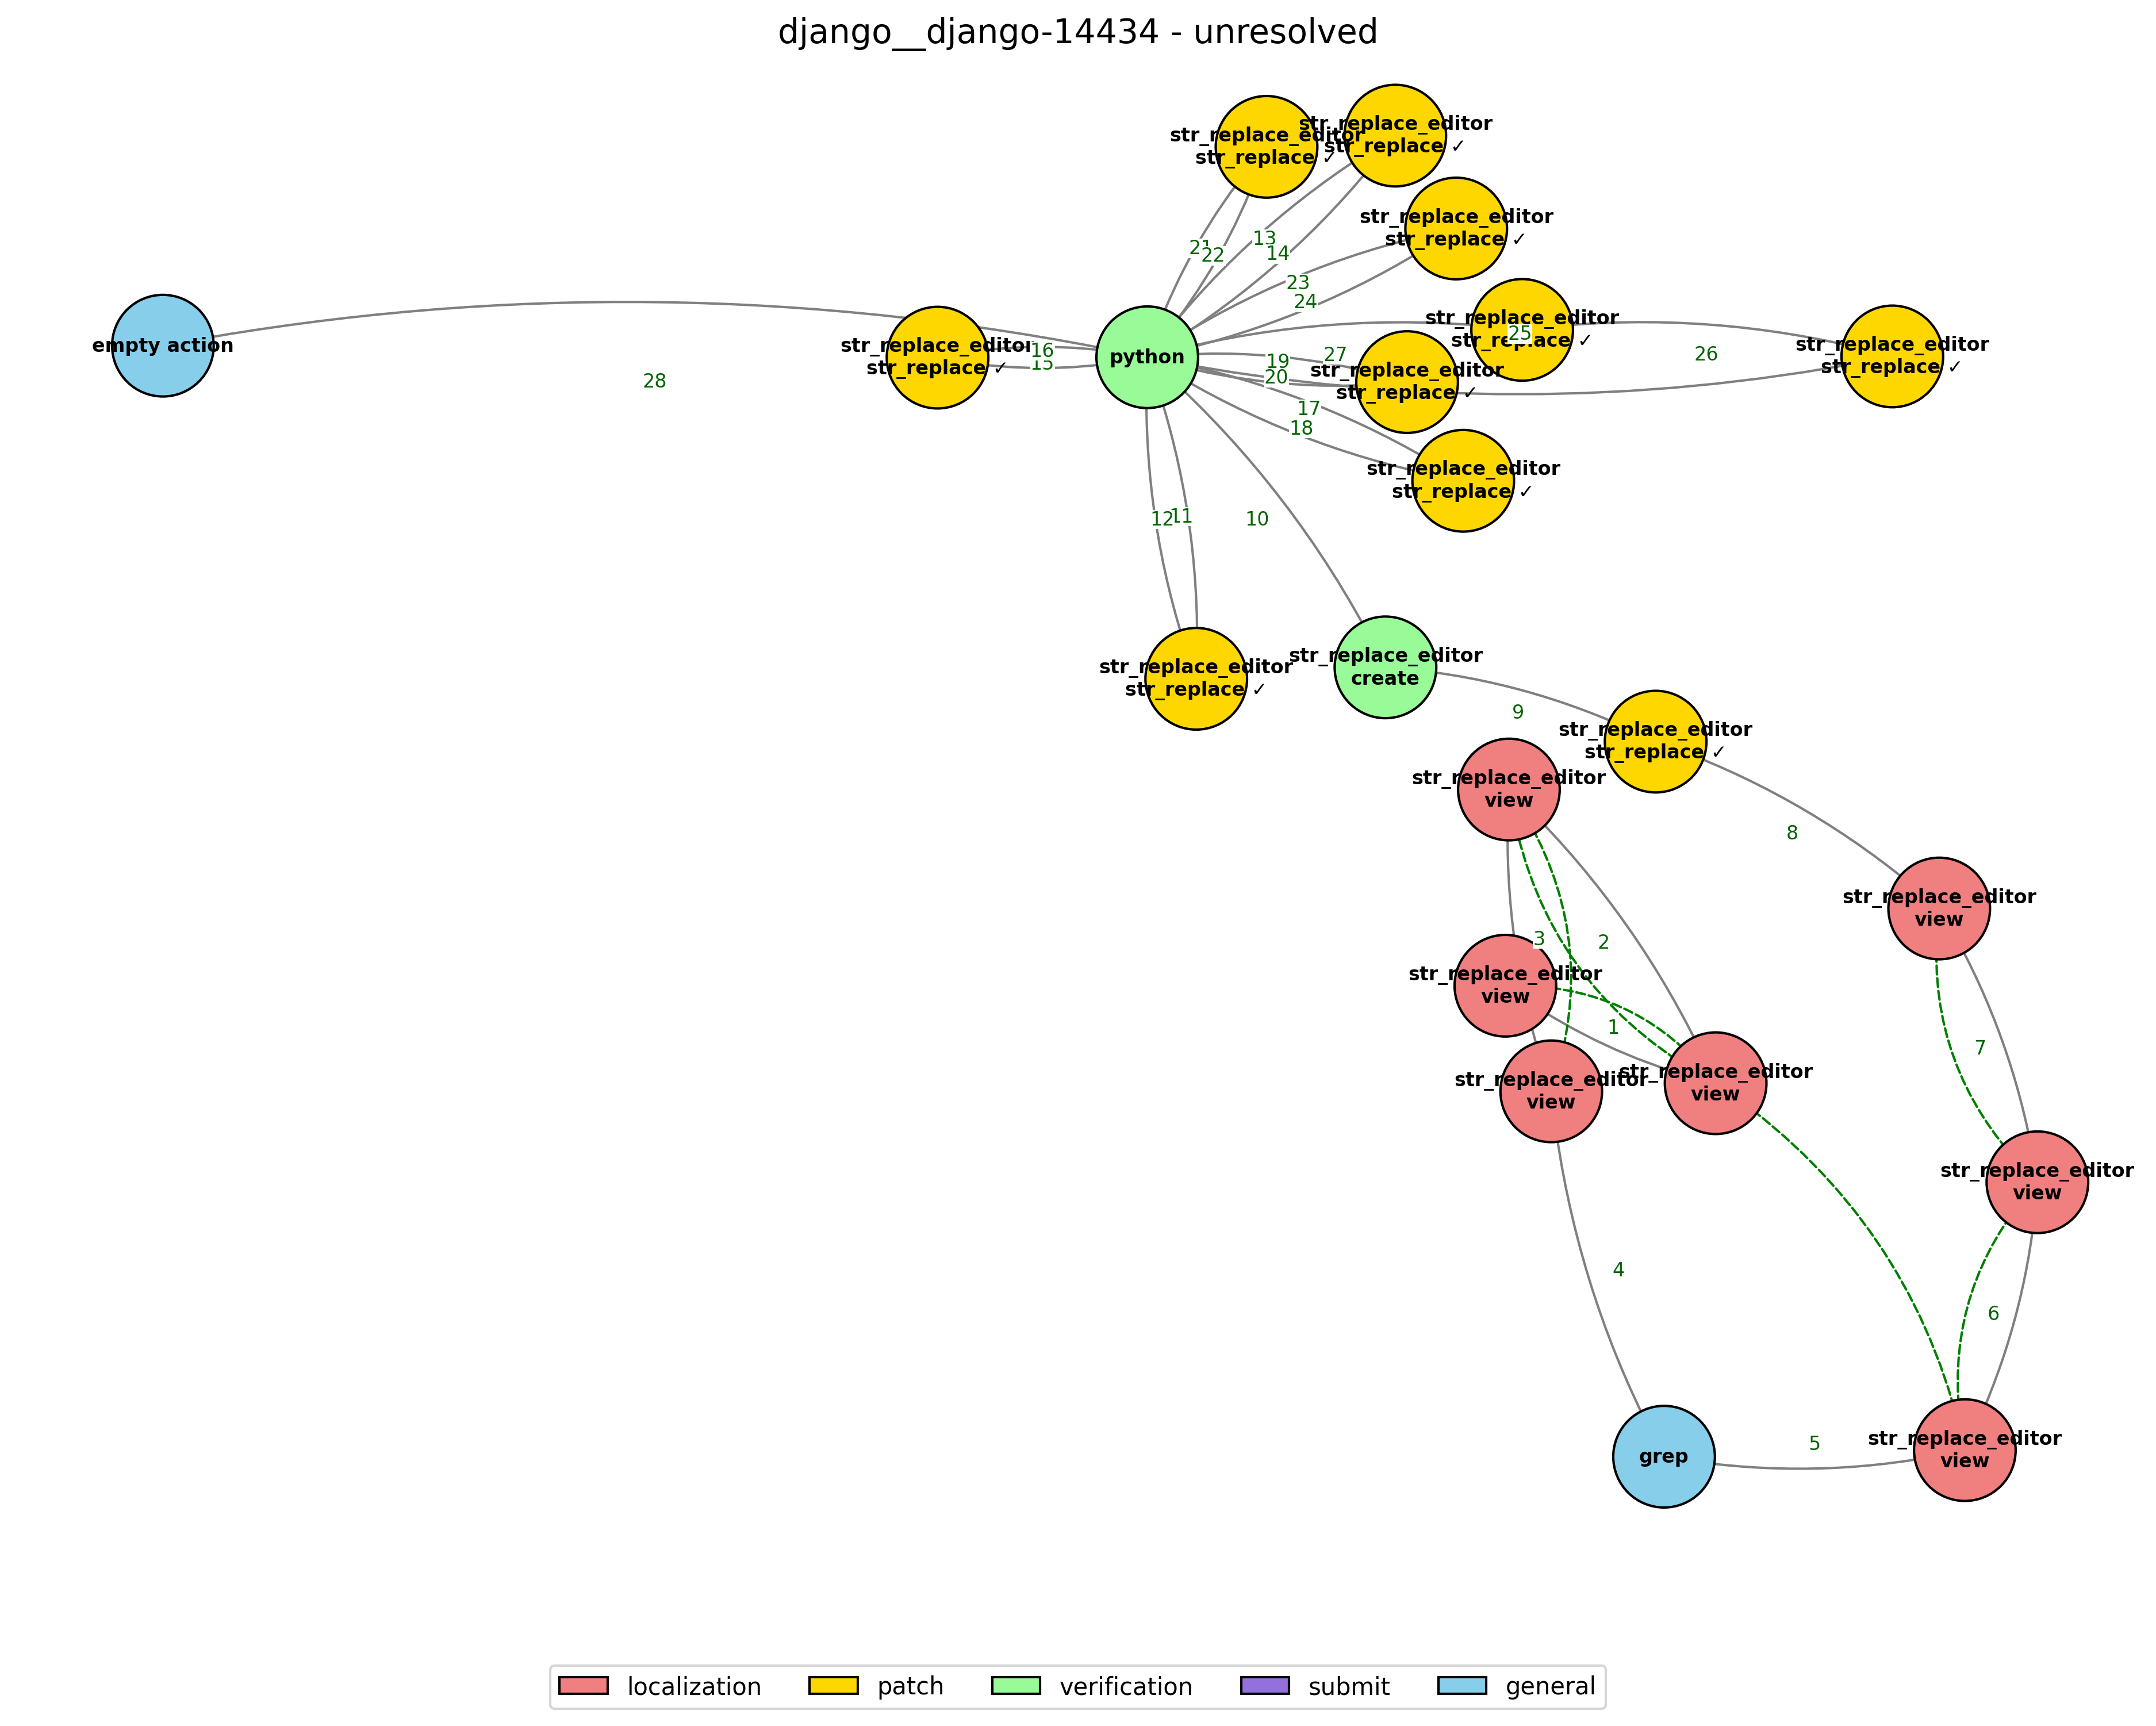 django__django-14434 - unresolved
str_replace_editor
str_replace ✓
str_replace_editor
str_replace ✓
str_replace_editor
str_replace ✓
21
22
13
14
23
24
str_replace_editor
str_replace ✓
25
empty action
str_replace_editor
str_replace ✓
16
15
python
19
20
27
str_replace_editor
str_replace ✓
26
str_replace_editor
str_replace ✓
28
17
18
str_replace_editor
str_replace ✓
12
11
10
str_replace_editor
str_replace ✓
str_replace_editor
create
9
str_replace_editor
str_replace ✓
str_replace_editor
view
8
str_replace_editor
view
3
2
str_replace_editor
view
1
7
str_replace_editor
view
str_replace_editor
view
str_replace_editor
view
4
6
5
grep
str_replace_editor
view
localization
patch
verification
submit
general